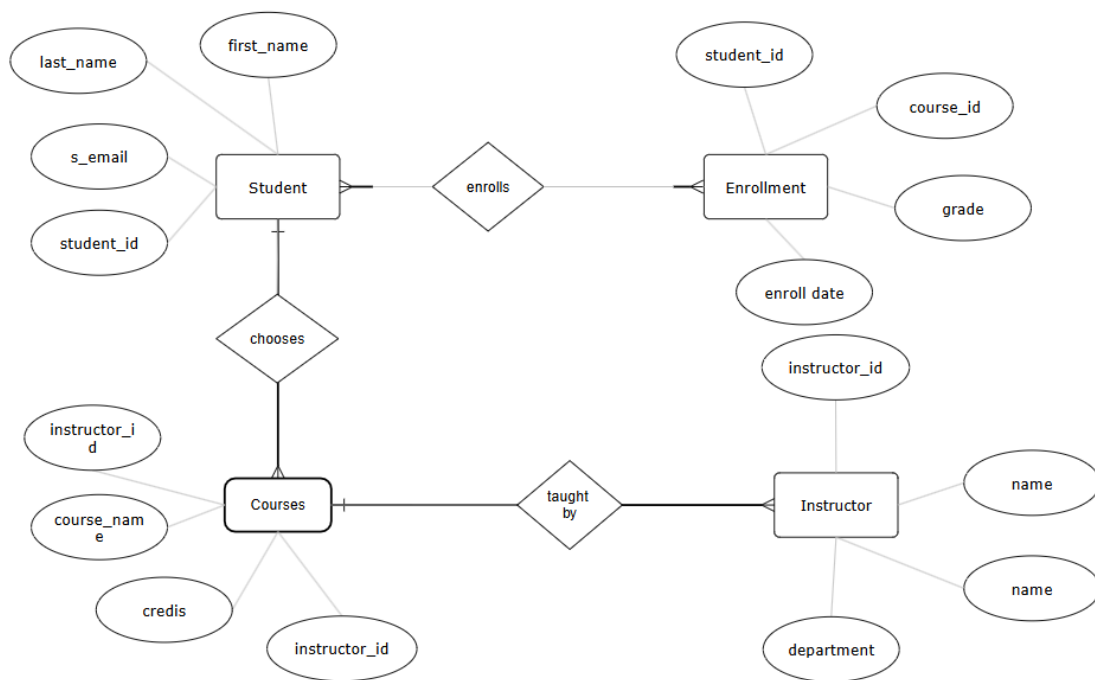 first_name
last_name
student_id
course_id
s_email
Student
enrolls
Enrollment
grade
student_id
enroll date
chooses
instructor_id
instructor_i
d
name
Courses
taught
by
Instructor
course_nam
e
name
credis
instructor_id
department